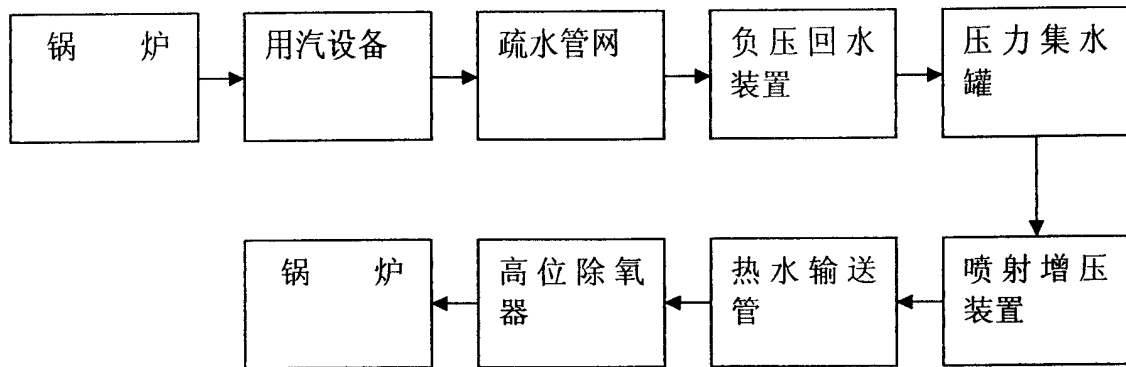 锅 炉
用汽设备
疏水管网
负压回水
装置
压力集水
罐
喷射增压
装置
热水输送
管
高位除氧
器
锅 炉